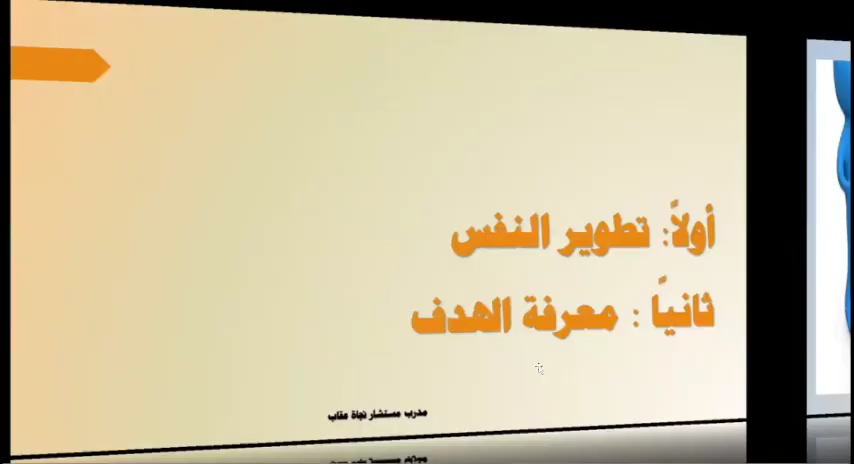 أولاً: تطوير النفس
ثانياً : معرفة الهدف
مدرب مستشار نجاة عقاب